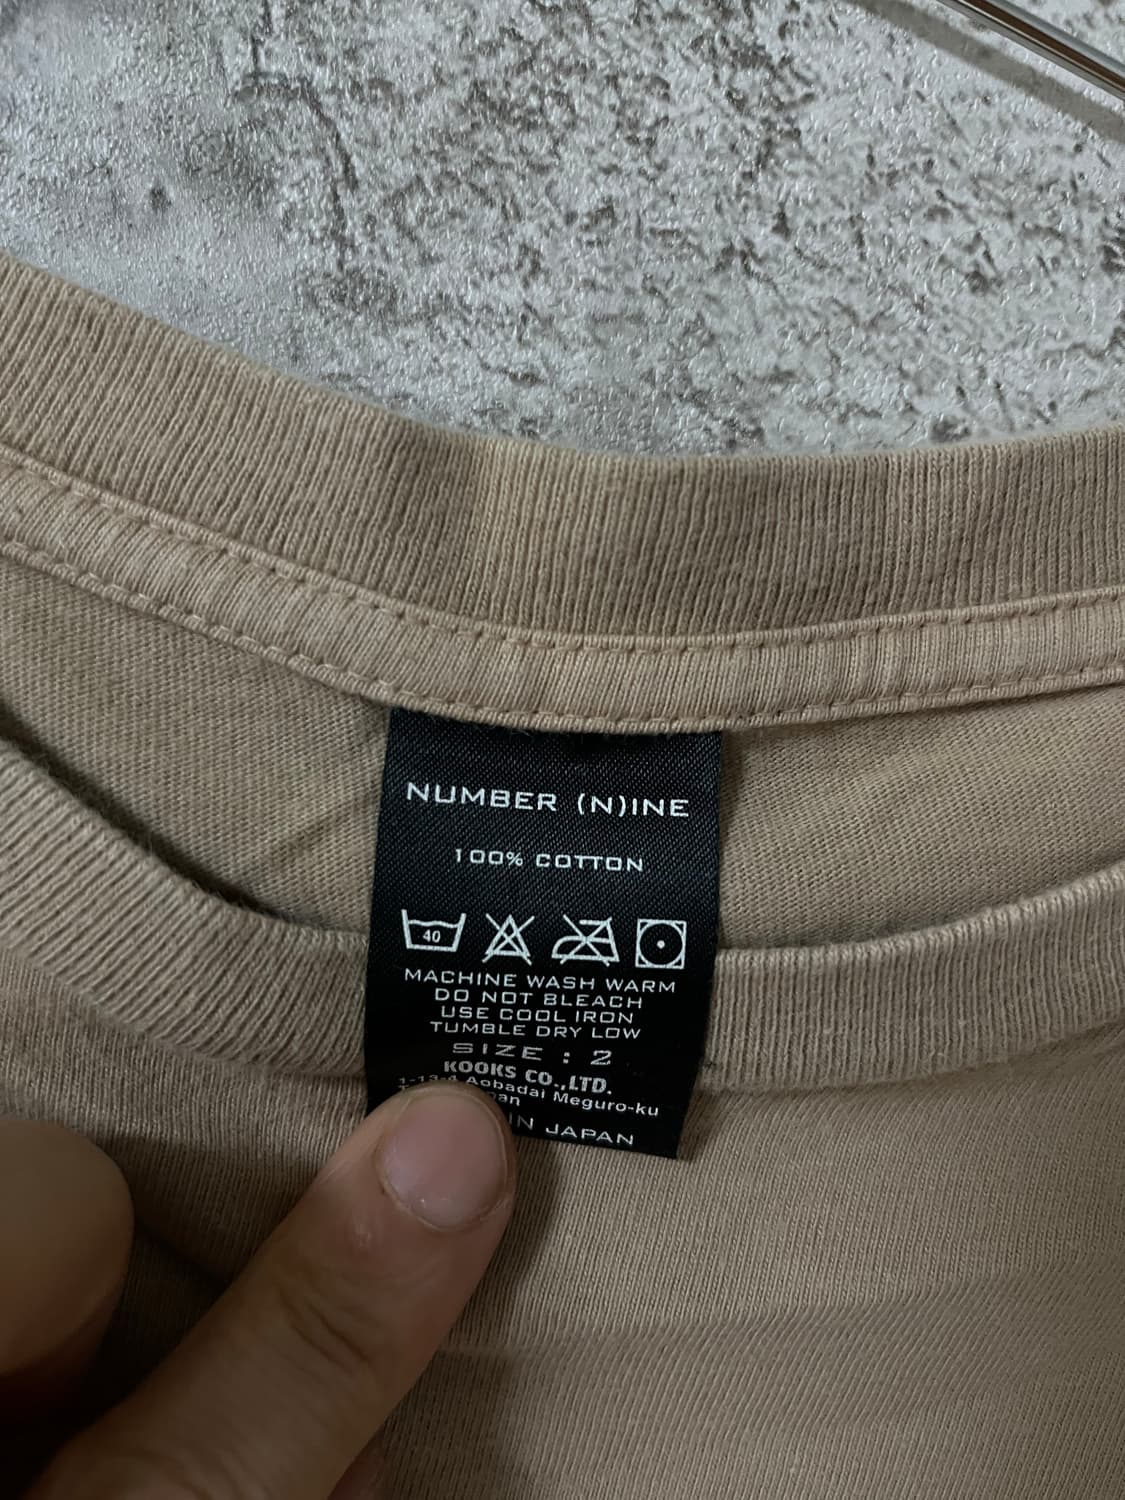 NUMBER (N)INE
100% COTTON
40
MACHINE WASH WARM
DO NOT BLEACH
USE COOL IRON
TUMBLE DRY LOW
SIZE : 2
KOOKS CO.,LTD.
Aobadai Meguro-ku
IN JAPAN